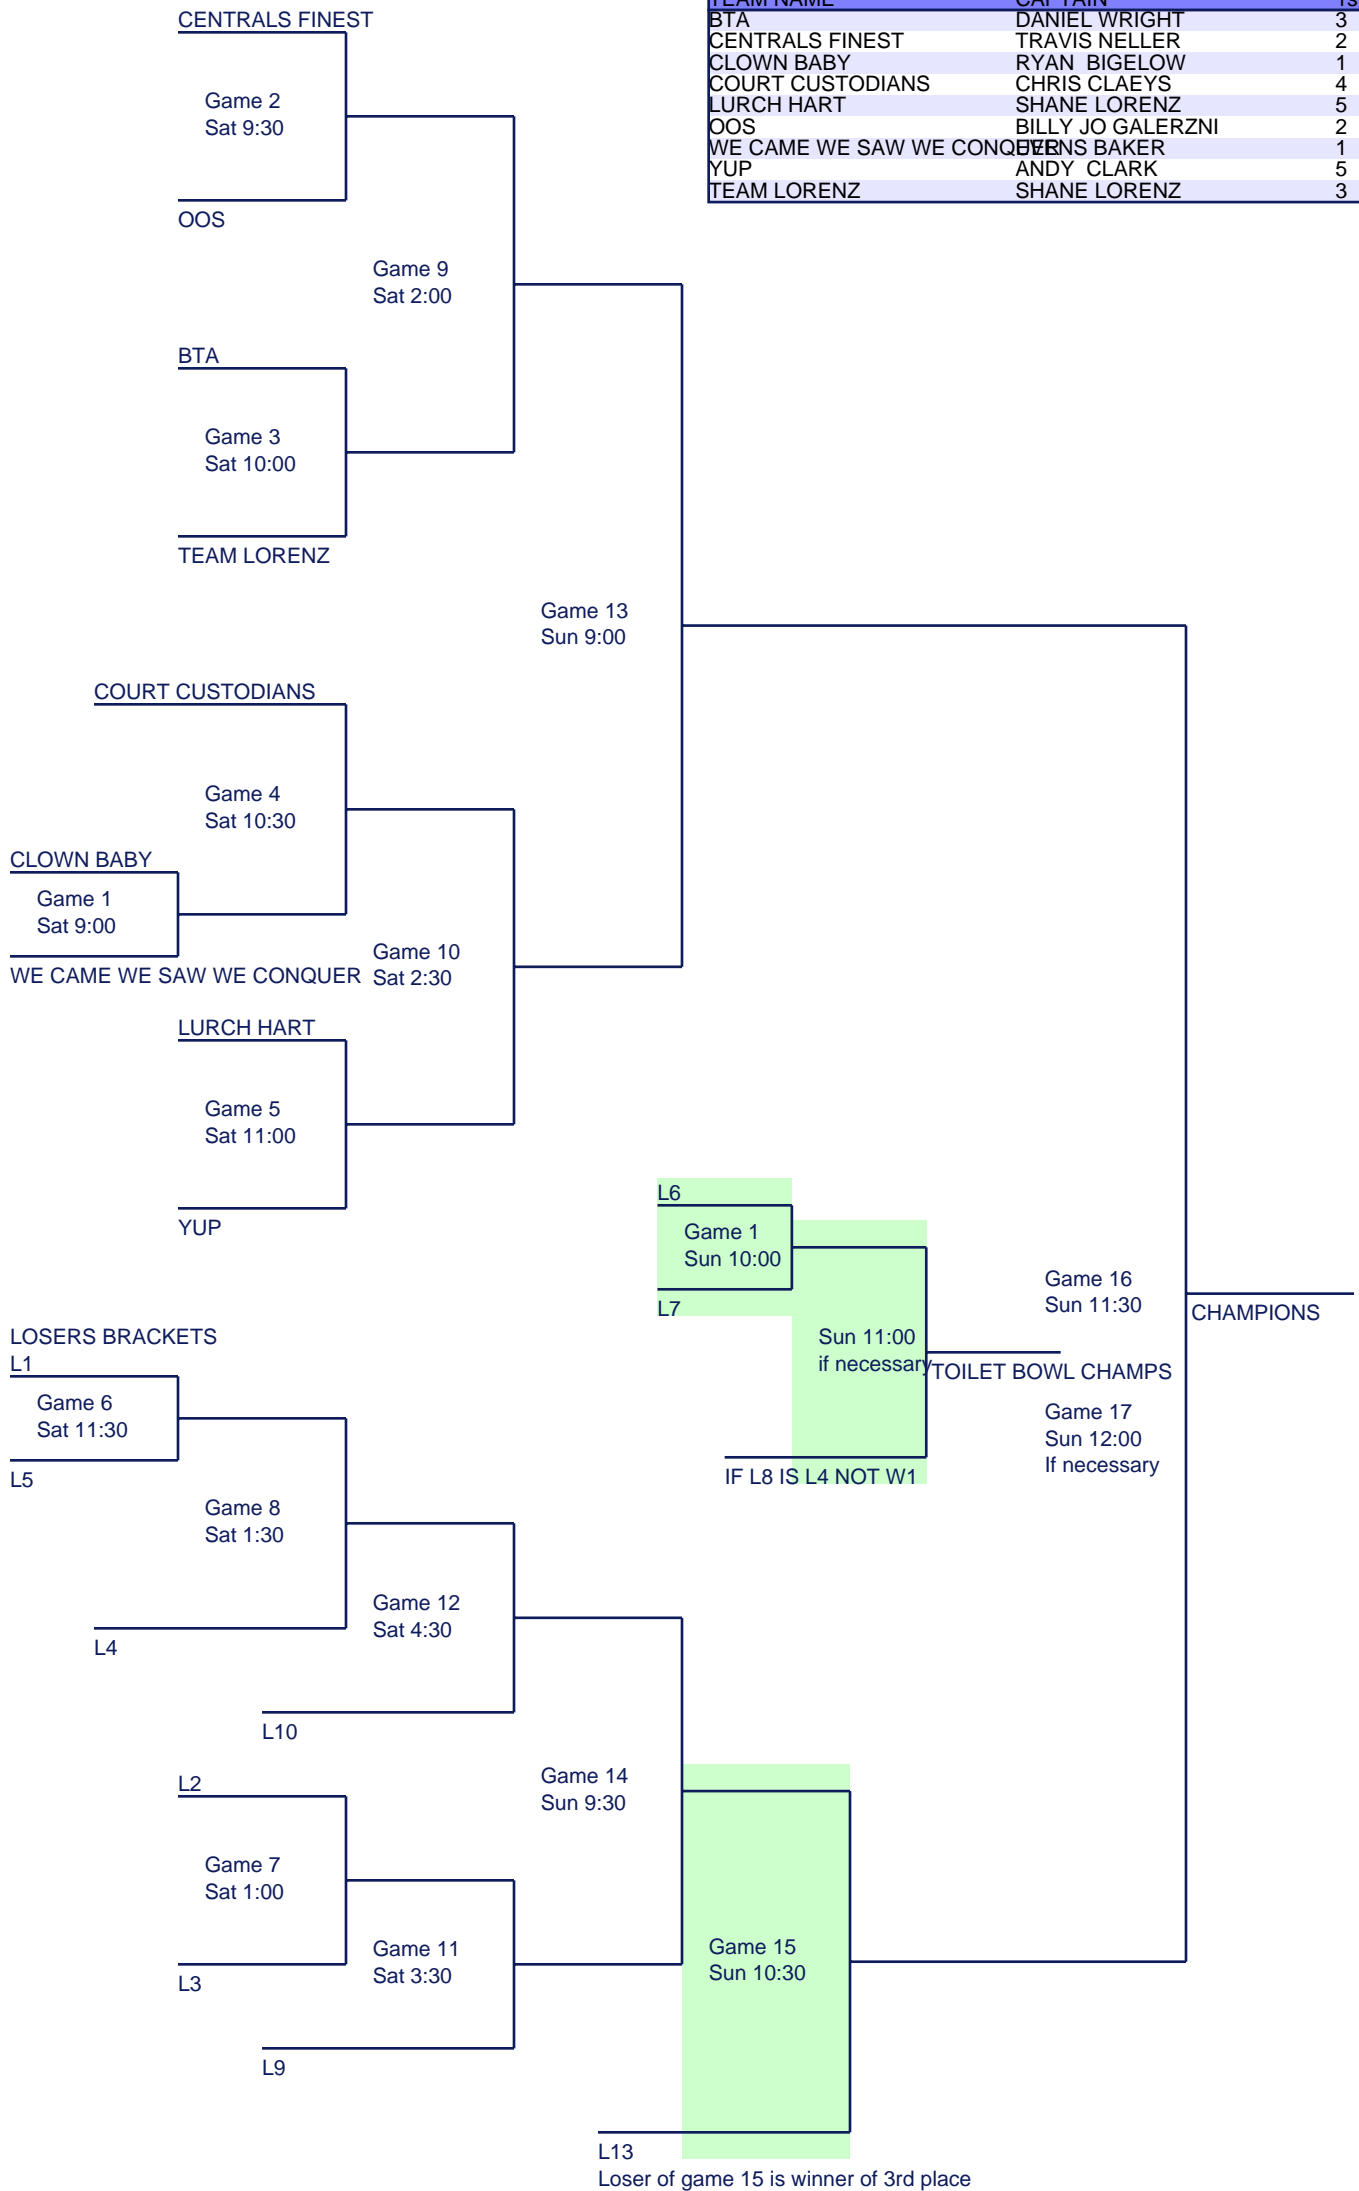 TEAM NAME CAPTAIN
BTA DANIEL WRIGHT 3
CENTRALS FINEST TRAVIS NELLER 2
CLOWN BABY RYAN BIGELOW 1
COURT CUSTODIANS CHRIS CLAEYS 4
LURCH HART SHANE LORENZ 5
OOS BILLY JO GALERZNI 2
WE CAME WE SAW WE CONQUER EVENS BAKER 1
YUP ANDY CLARK 5
TEAM LORENZ SHANE LORENZ 3
CENTRALS FINEST
Game 2
Sat 9:30
OOS
Game 9
Sat 2:00
BTA
Game 3
Sat 10:00
TEAM LORENZ
Game 13
Sun 9:00
COURT CUSTODIANS
Game 4
Sat 10:30
CLOWN BABY
Game 1
Sat 9:00
WE CAME WE SAW WE CONQUER
Game 10
Sat 2:30
LURCH HART
Game 5
Sat 11:00
YUP
L6
Game 1
Sun 10:00
L7
Sun 11:00
if necessary
TOILET BOWL CHAMPS
IF L8 IS L4 NOT W1
Game 16
Sun 11:30
CHAMPIONS
Game 17
Sun 12:00
If necessary
LOSERS BRACKETS
L1
Game 6
Sat 11:30
L5
Game 8
Sat 1:30
L4
Game 12
Sat 4:30
L10
Game 14
Sun 9:30
L2
Game 7
Sat 1:00
L3
Game 11
Sat 3:30
L9
Game 15
Sun 10:30
L13
Loser of game 15 is winner of 3rd place